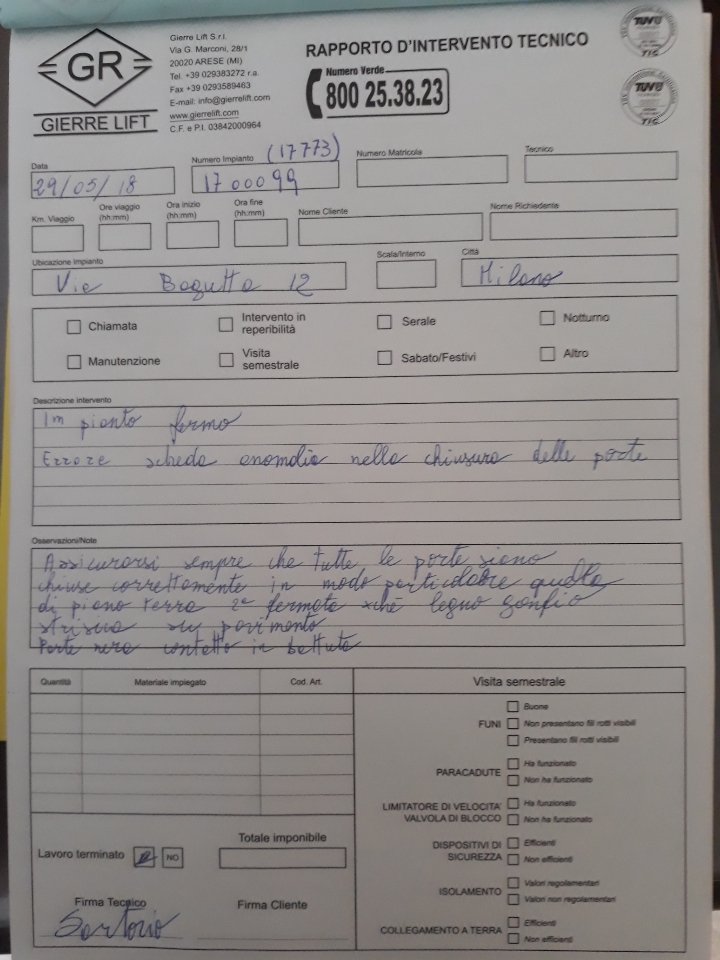 GR
GIERRE LIFT
Gierre Lift S.r.l.
Via G. Marconi, 28/1
20020 ARESE (MI)
Tel. +39 029383272 r.a.
Fax +39 0293589463
E-mail: info@gierrelift.com
www.gierrelift.com
C.F. e P.I. 03842000964
RAPPORTO D'INTERVENTO TECNICO
Numero Verde
800 25.38.23
TÜV
TIC
TÜV
TIC
Data
29/05/18
Numero Impianto (17773)
1700099
Numero Matricola
Tecnico
Km. Viaggio
Ore viaggio (hh:mm)
Ora inizio (hh:mm)
Ora fine (hh:mm)
Nome Cliente
Nome Richiedente
Ubicazione Impianto
Via Bagutta 12
Scala/Interno
Città
Milano
Chiamata
Intervento in reperibilità
Serale
Notturno
Manutenzione
Visita semestrale
Sabato/Festivi
Altro
Descrizione intervento
Impianto fermo
Errore scheda anomalia nella chiusura delle porte
Osservazioni/Note
Assicurarsi sempre che tutte le porte siano
chiuse correttamente in modo particolare quella
di piano terra 2ª fermata xchè legno gonfio
striscia su pavimento
Porte nera contatto in battuta
Quantità
Materiale impiegato
Cod. Art.
Lavoro terminato
NO
Totale imponibile
Firma Tecnico
Sartorio
Firma Cliente
Visita semestrale
FUNI
Buone
Non presentano fili rotti visibili
Presentano fili rotti visibili
PARACADUTE
Ha funzionato
Non ha funzionato
LIMITATORE DI VELOCITA'
VALVOLA DI BLOCCO
Ha funzionato
Non ha funzionato
DISPOSITIVI DI
SICUREZZA
Efficienti
Non efficienti
ISOLAMENTO
Valori regolamentari
Valori non regolamentari
COLLEGAMENTO A TERRA
Efficienti
Non efficienti